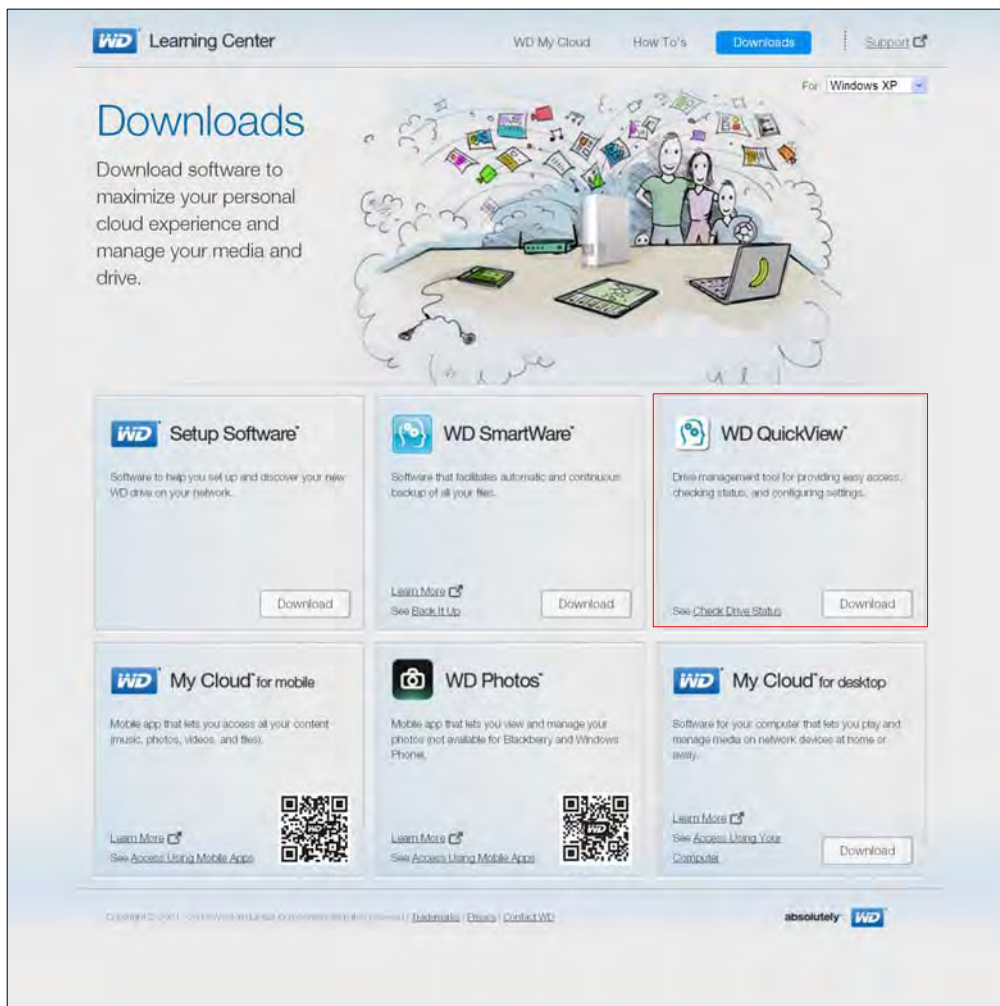 WD Learning Center
WD My Cloud
How To's
Downloads
Support
For: Windows XP
Downloads
Download software to
maximize your personal
cloud experience and
manage your media and
drive.
WD Setup Software
Software to help you set up and discover your new
WD drive on your network.
Download
WD SmartWare
Software that facilitates automatic and continuous
backup of all your files.
Learn More
See Back It Up
Download
WD QuickView
Drive management tool for providing easy access,
checking status, and configuring settings.
See Check Drive Status
Download
WD My Cloud for mobile
Mobile app that lets you access all your content
(music, photos, videos, and files).
Learn More
See Access Using Mobile Apps
WD Photos
Mobile app that lets you view and manage your
photos (not available for Blackberry and Windows
Phone).
Learn More
See Access Using Mobile Apps
WD My Cloud for desktop
Software for your computer that lets you play and
manage media on network devices at home or
away.
Learn More
See Access Using Your
Computer
Download
Copyright © 2001 | Trademarks | Privacy | Contact WD
absolutely WD